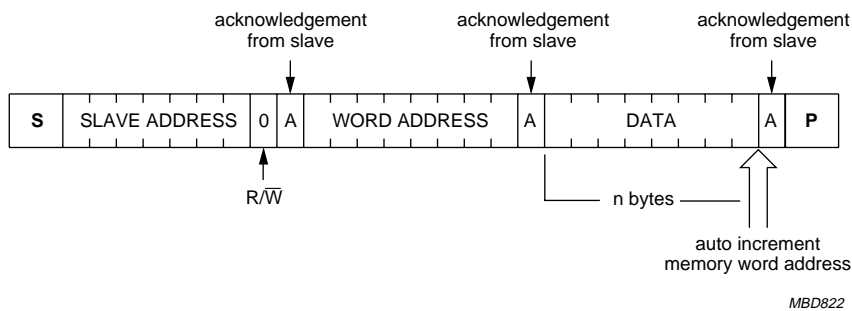 acknowledgement from slave
acknowledgement from slave
acknowledgement from slave
S SLAVE ADDRESS 0 A WORD ADDRESS A DATA A P
R/W̅
n bytes
auto increment
memory word address
MBD822